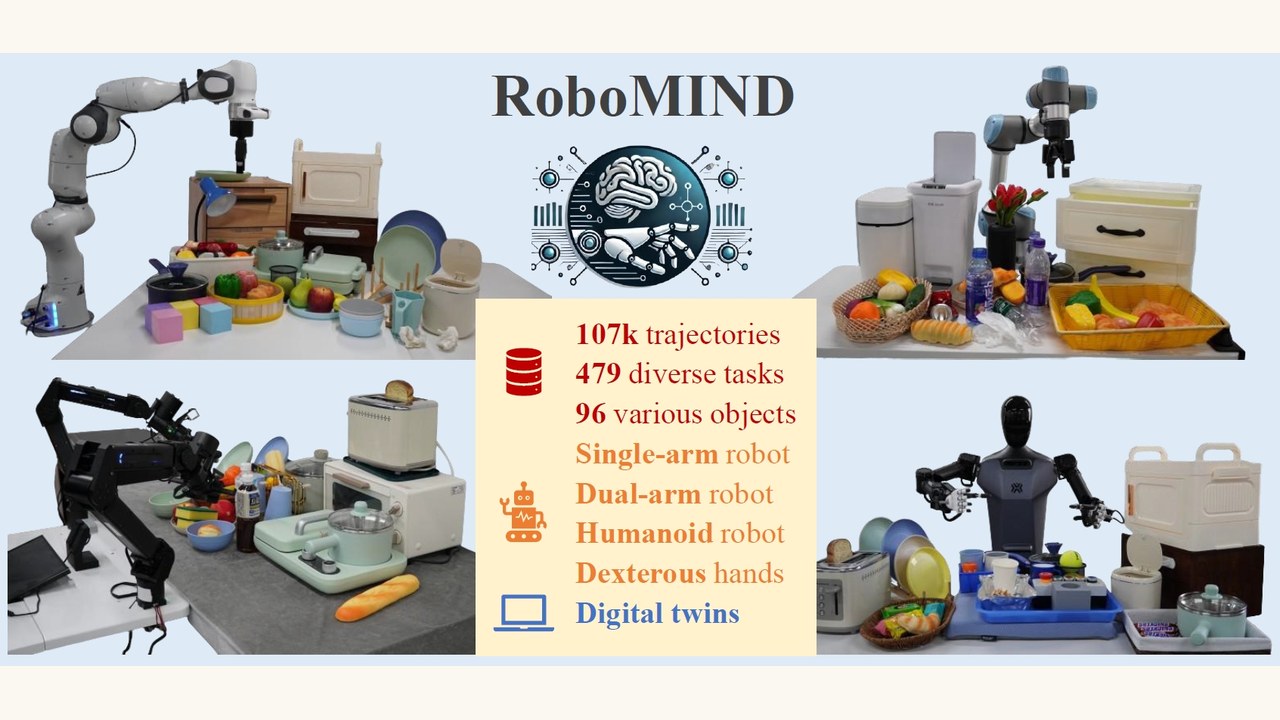 RoboMIND
107k trajectories
479 diverse tasks
96 various objects
Single-arm robot
Dual-arm robot
Humanoid robot
Dexterous hands
Digital twins